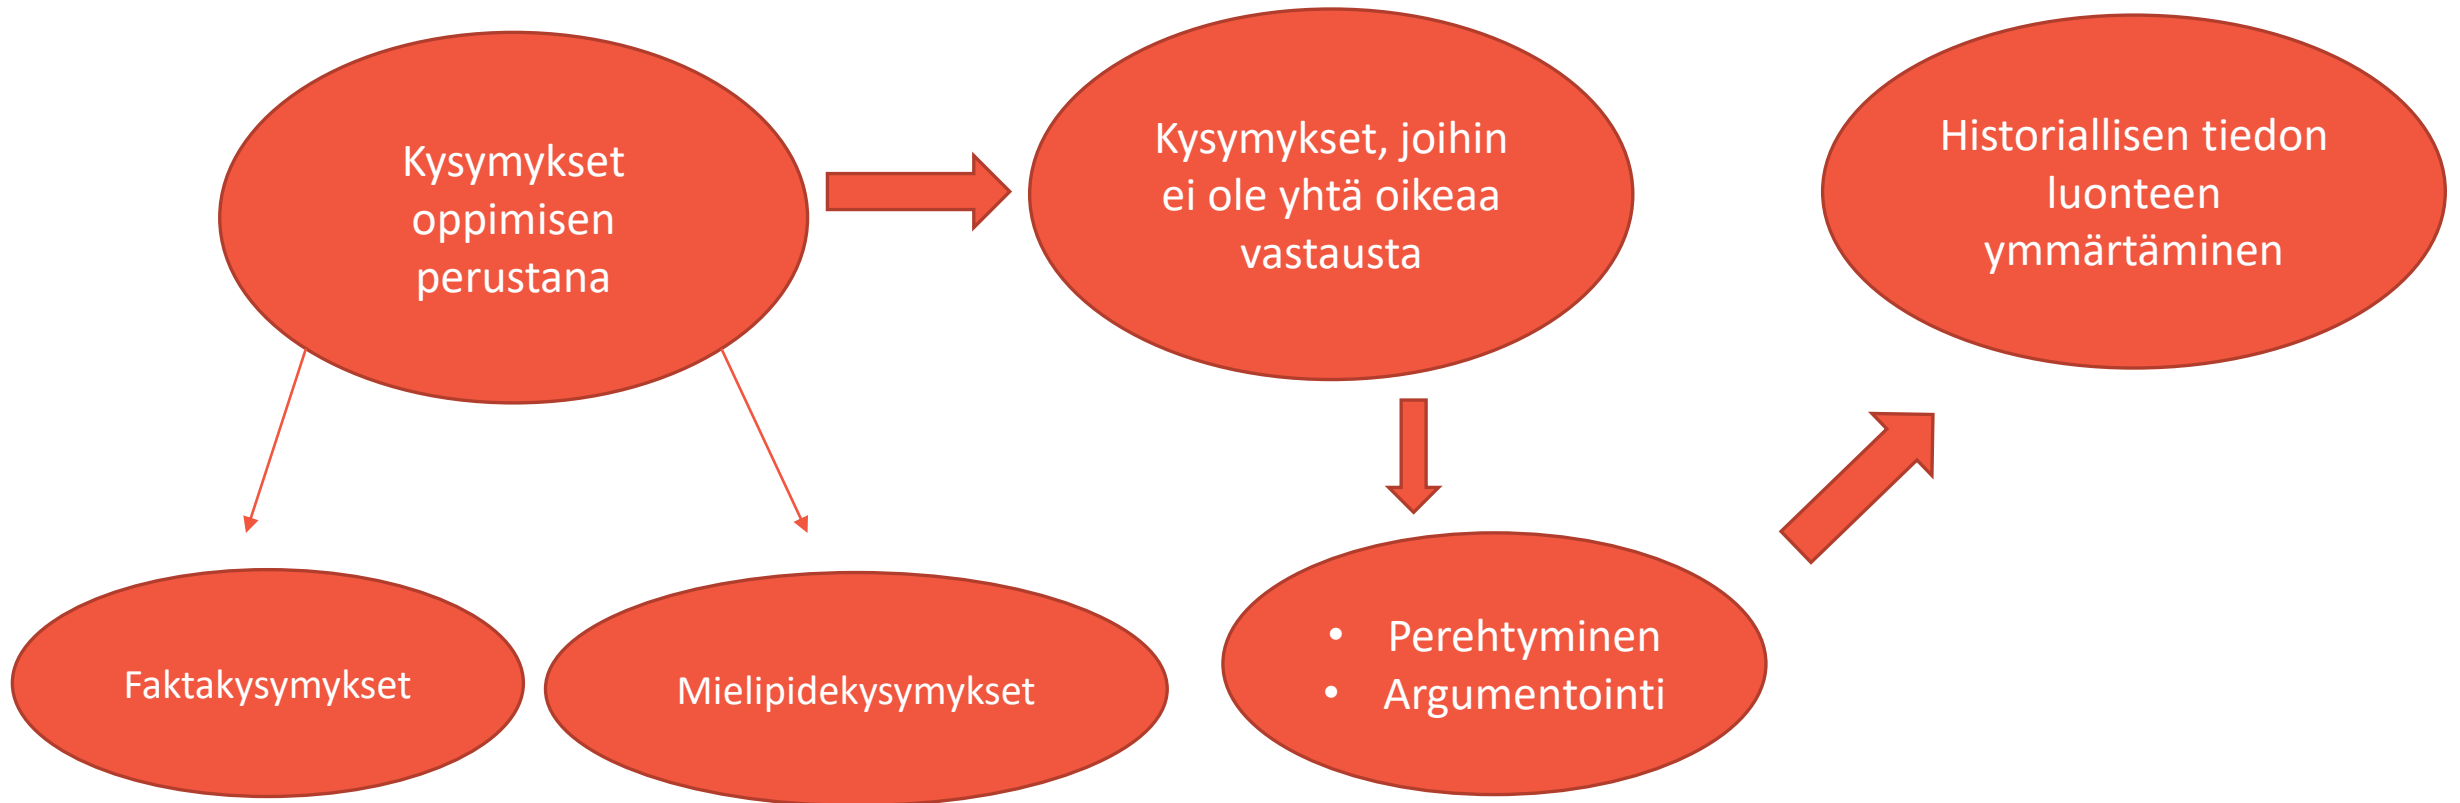 Kysymykset
oppimisen
perustana
Kysymykset, joihin
ei ole yhtä oikeaa
vastausta
Historiallisen tiedon
luonteen
ymmärtäminen
Faktakysymykset
Mielipidekysymykset
• Perehtyminen
• Argumentointi